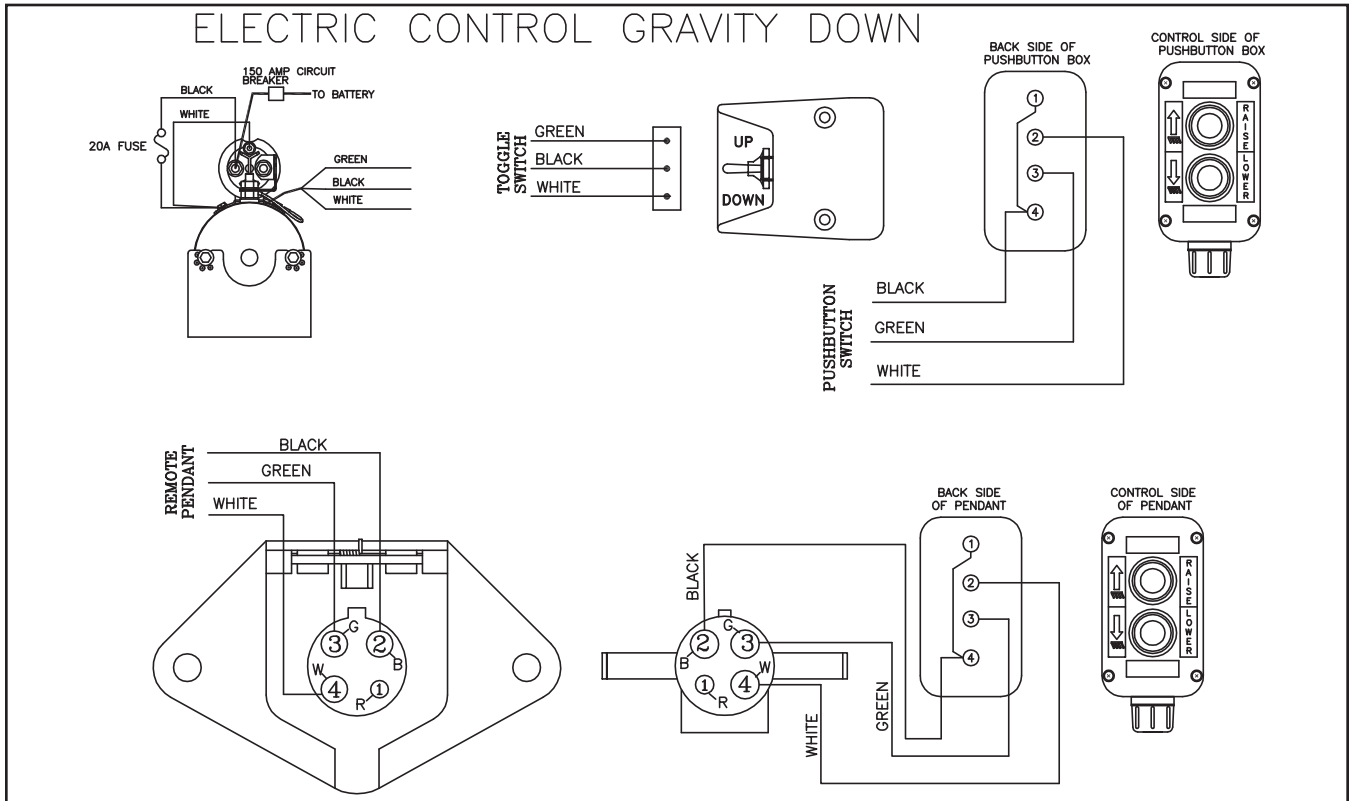 ELECTRIC CONTROL GRAVITY DOWN
150 AMP CIRCUIT
BREAKER
TO BATTERY
BLACK
WHITE
20A FUSE
GREEN
BLACK
WHITE
TOGGLE
SWITCH
GREEN
BLACK
WHITE
UP
DOWN
BACK SIDE OF
PUSHBUTTON BOX
1
2
3
4
CONTROL SIDE OF
PUSHBUTTON BOX
RAISE
LOWER
PUSHBUTTON
SWITCH
BLACK
GREEN
WHITE
REMOTE
PENDANT
BLACK
GREEN
WHITE
G
3
2
W
B
4
1
R
BLACK
G
2
3
B
W
1
4
R
WHITE
GREEN
BACK SIDE
OF PENDANT
1
2
3
4
CONTROL SIDE
OF PENDANT
RAISE
LOWER